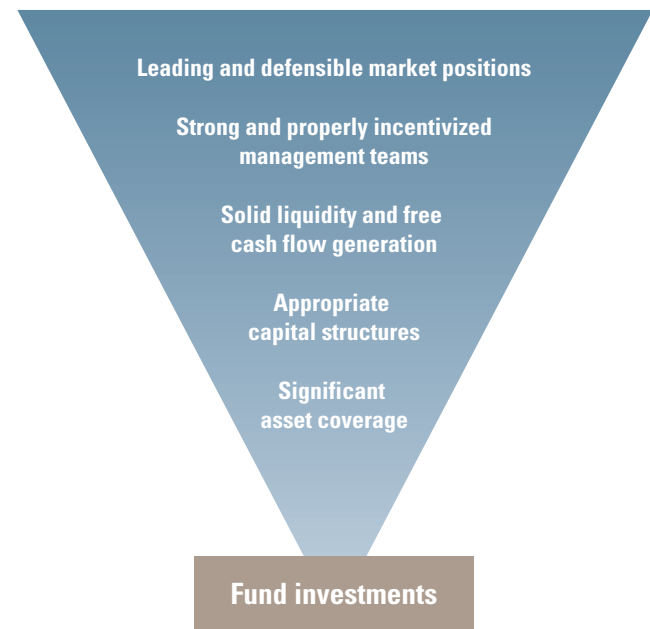 Leading and defensible market positions
Strong and properly incentivized
management teams
Solid liquidity and free
cash flow generation
Appropriate
capital structures
Significant
asset coverage
Fund investments